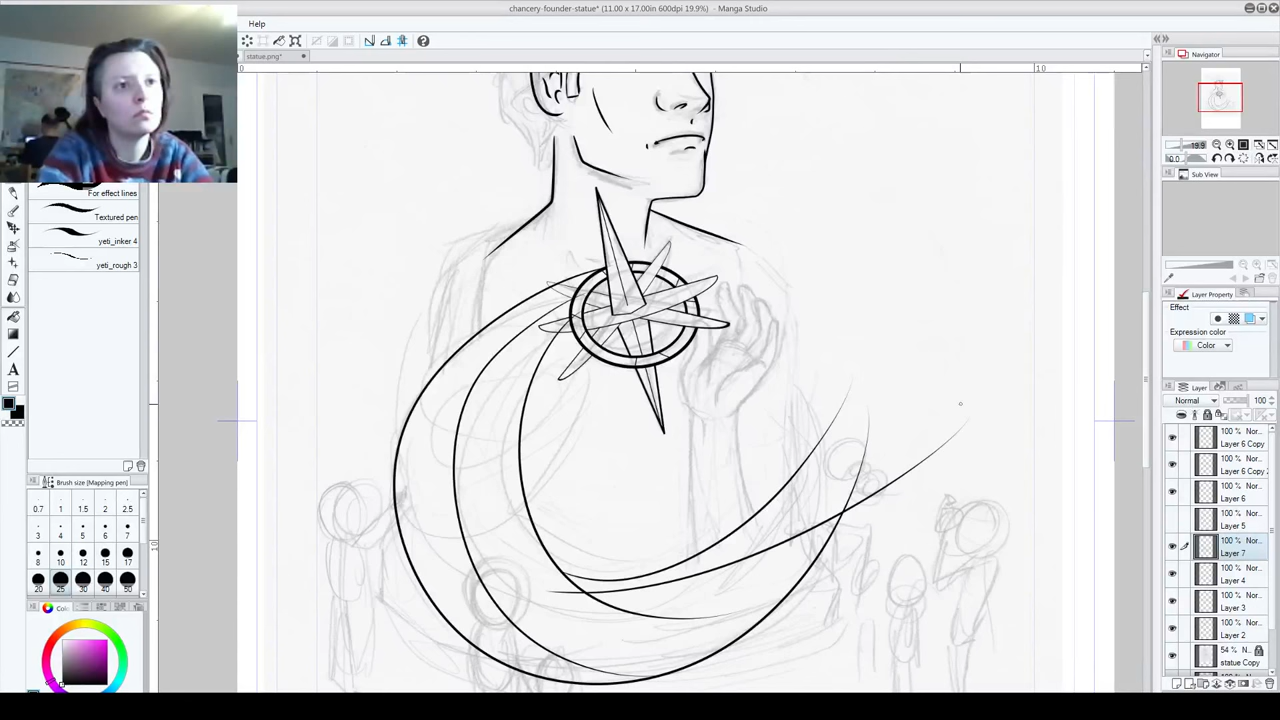 chancery-founder-statue* (11.00 x 17.00in 600dpi 19.9%) - Manga Studio
Help
statue.png*
0
10
Navigator
19.9
0.0
Sub View
Layer Property
Effect
Expression color
Color
Layer
Normal
100
100 % Nor...
Layer 6 Copy
100 % Nor...
Layer 6 Copy
100 % Nor...
Layer 6
100 % Nor...
Layer 5
100 % Nor...
Layer 7
100 % Nor...
Layer 4
100 % Nor...
Layer 3
100 % Nor...
Layer 2
54 % N...
statue Copy
For effect lines
Textured pen
yeti_inker 4
yeti_rough 3
Brush size [Mapping pen]
0.7 1 1.5 2 2.5
3 4 5 6 7
8 10 12 15 17
20 25 30 40 50